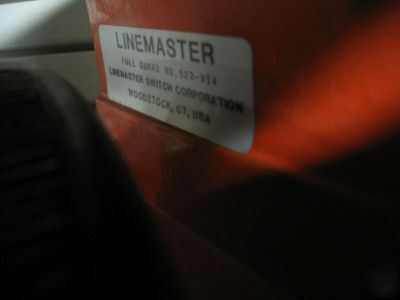 LINEMASTER
FULL GUARD NO. 522-B14
LINEMASTER SWITCH CORPORATION
WOODSTOCK, CT, USA